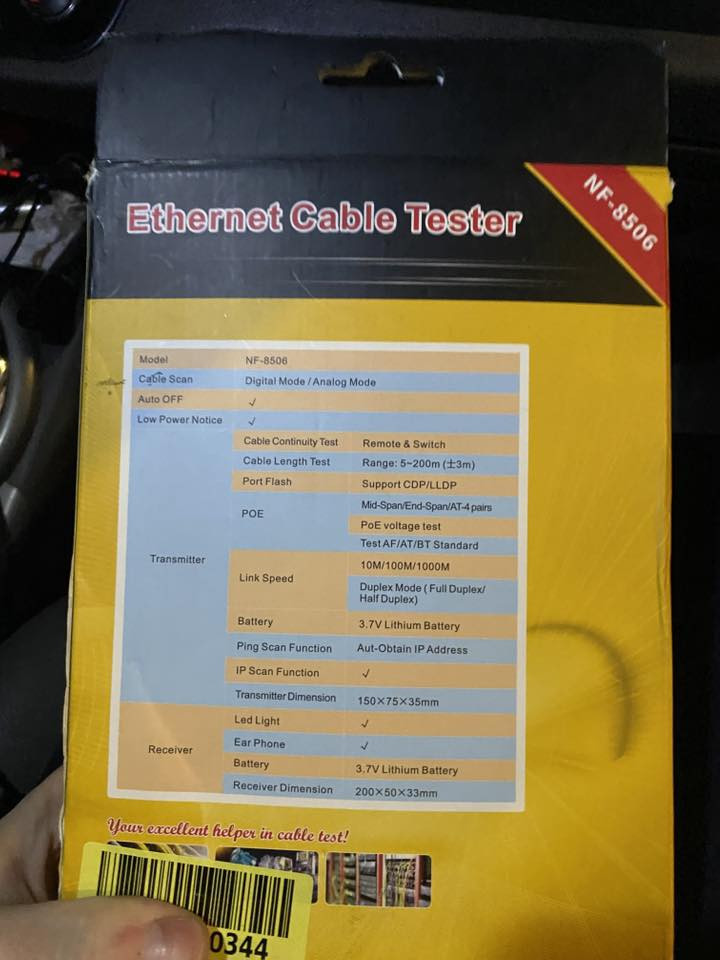 NF-8506
Ethernet Cable Tester
Model NF-8506
Cable Scan Digital Mode / Analog Mode
Auto OFF √
Low Power Notice √
Transmitter
Cable Continuity Test Remote & Switch
Cable Length Test Range: 5~200m (±3m)
Port Flash Support CDP/LLDP
POE Mid-Span/End-Span/AT-4 pairs
PoE voltage test
Test AF/AT/BT Standard
Link Speed 10M/100M/1000M
Duplex Mode ( Full Duplex/
Half Duplex)
Battery 3.7V Lithium Battery
Ping Scan Function Aut-Obtain IP Address
IP Scan Function √
Transmitter Dimension 150×75×35mm
Receiver
Led Light √
Ear Phone √
Battery 3.7V Lithium Battery
Receiver Dimension 200×50×33mm
Your excellent helper in cable test!
0344